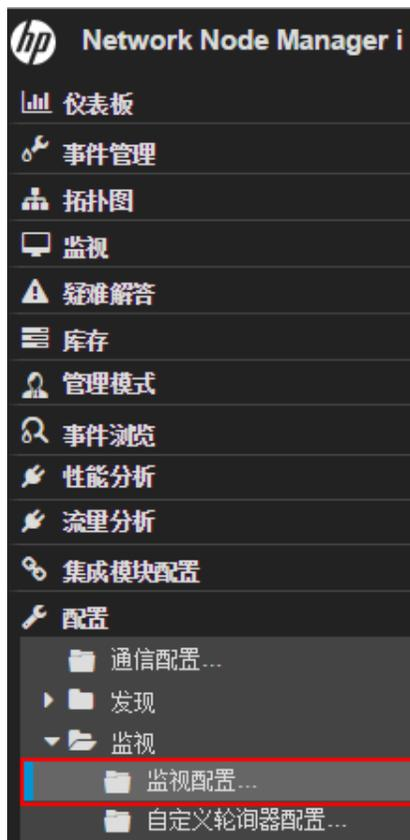 hp Network Node Manager i
仪表板
事件管理
拓扑图
监视
疑难解答
库存
管理模式
事件浏览
性能分析
流量分析
集成模块配置
配置
通信配置...
发现
监视
监视配置...
自定义轮询器配置...